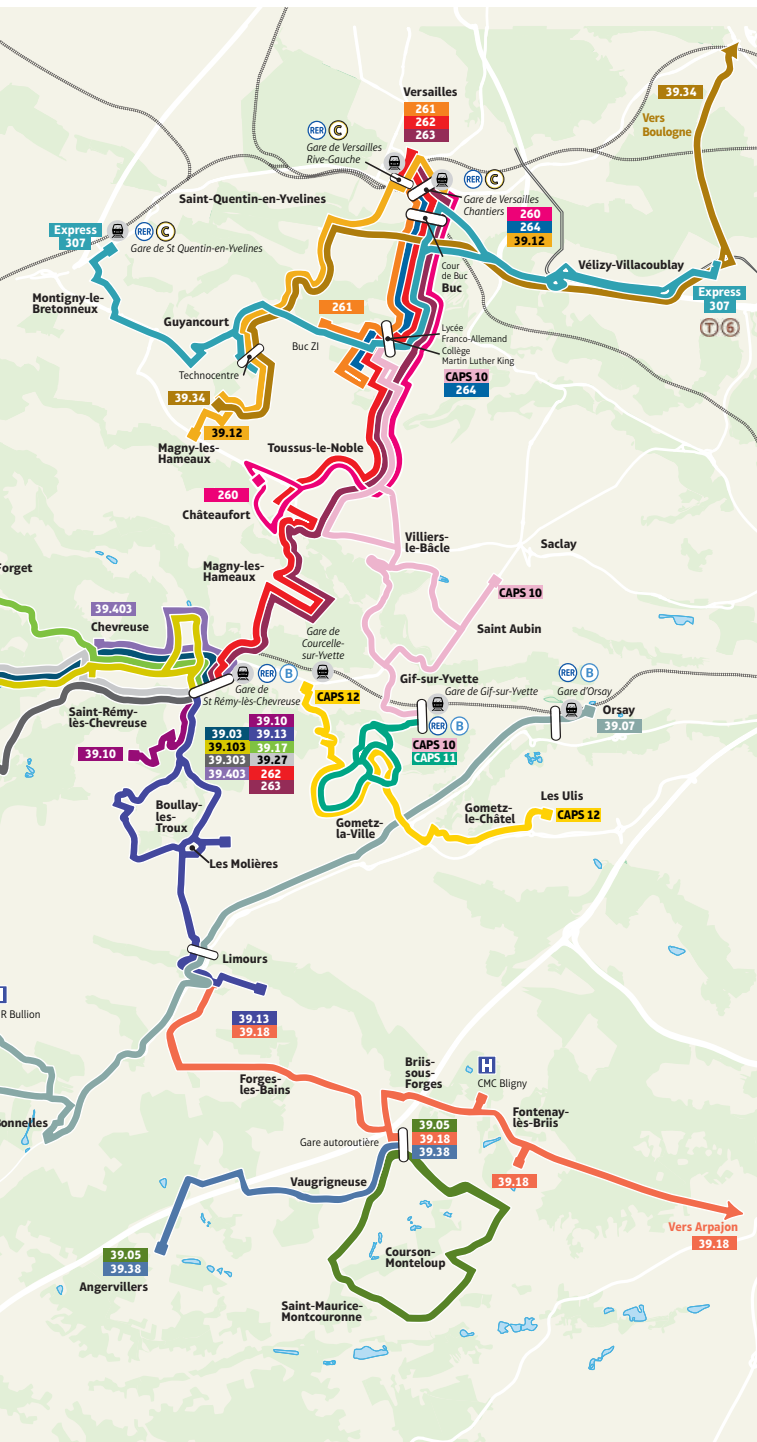 Versailles
261
262
263
39.34
Vers
Boulogne
RER C
Gare de Versailles
Rive-Gauche
RER C
Gare de Versailles
Chantiers
260
264
39.12
Saint-Quentin-en-Yvelines
Express
307
RER C
Gare de St Quentin-en-Yvelines
Montigny-le-
Bretonneux
Cour
de Buc
Buc
Vélizy-Villacoublay
Express
307
T 6
Guyancourt
261
Buc ZI
Lycée
Franco-Allemand
Collège
Martin Luther King
CAPS 10
264
Technocentre
39.34
39.12
Magny-les-
Hameaux
Toussus-le-Noble
260
Châteaufort
Villiers-
le-Bâcle
Saclay
Magny-les-
Hameaux
Forget
CAPS 10
39.403
Chevreuse
Saint Aubin
Gare de
Courcelle-
sur-Yvette
RER B
Gare de
St Rémy-lès-Chevreuse
CAPS 12
Gif-sur-Yvette
Gare de Gif-sur-Yvette
RER B
CAPS 10
CAPS 11
RER B
Gare d'Orsay
Orsay
39.07
Saint-Rémy-
lès-Chevreuse
39.10
39.10
39.03 39.13
39.103 39.17
39.303 39.27
39.403 262
263
Boullay-
les-
Troux
Les Molières
Gometz-
la-Ville
Gometz-
le-Châtel
Les Ulis
CAPS 12
Limours
39.13
39.18
R Bullion
onnelles
Forges-
les-Bains
Briis-
sous-
Forges
H
CMC Bligny
Fontenay-
lès-Briis
Gare autoroutière
39.05
39.18
39.38
39.18
Vaugrigneuse
Vers Arpajon
39.18
39.05
39.38
Angervillers
Courson-
Monteloup
Saint-Maurice-
Montcouronne